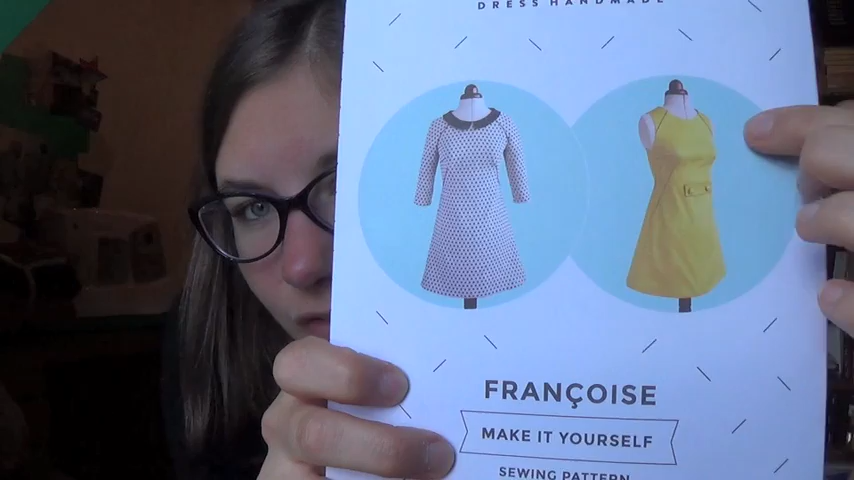 DRESS HANDMADE
FRANÇOISE
MAKE IT YOURSELF
SEWING PATTERN